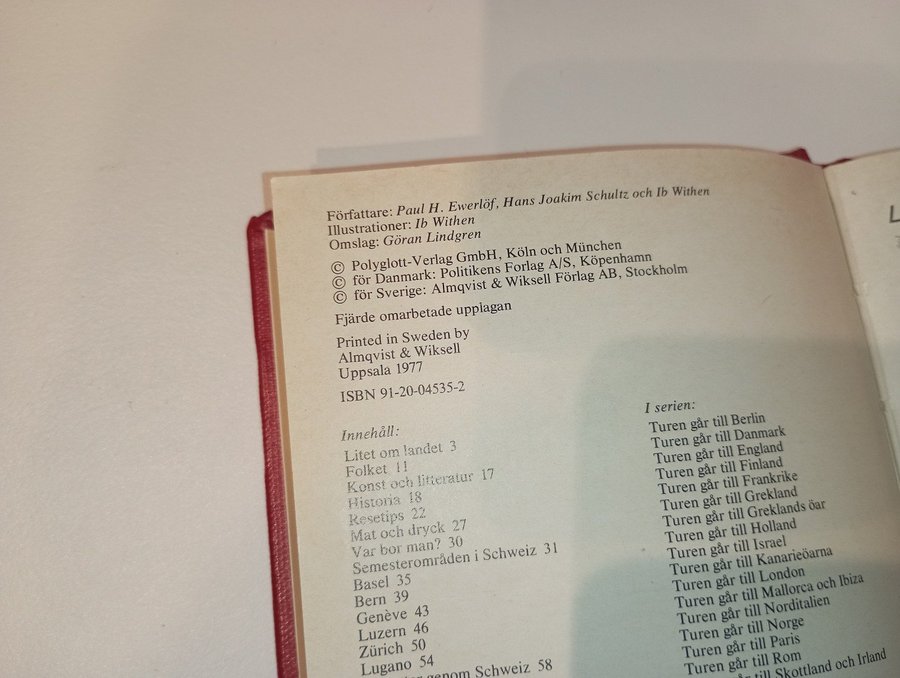 Författare: Paul H. Ewerlöf, Hans Joakim Schultz och Ib Withen
Illustrationer: Ib Withen
Omslag: Göran Lindgren
© Polyglott-Verlag GmbH, Köln och München
© för Danmark: Politikens Forlag A/S, Köpenhamn
© för Sverige: Almqvist & Wiksell Förlag AB, Stockholm
Fjärde omarbetade upplagan
Printed in Sweden by
Almqvist & Wiksell
Uppsala 1977
ISBN 91-20-04535-2
Innehåll:
Litet om landet 3
Folket 11
Konst och litteratur 17
Historia 18
Resetips 22
Mat och dryck 27
Var bor man? 30
Semesterområden i Schweiz 31
Basel 35
Bern 39
Genève 43
Luzern 46
Zürich 50
Lugano 54
genom Schweiz 58
I serien:
Turen går till Berlin
Turen går till Danmark
Turen går till England
Turen går till Finland
Turen går till Frankrike
Turen går till Grekland
Turen går till Greklands öar
Turen går till Holland
Turen går till Israel
Turen går till Kanarieöarna
Turen går till London
Turen går till Mallorca och Ibiza
Turen går till Norditalien
Turen går till Norge
Turen går till Paris
Turen går till Rom
till Skottland och Irland